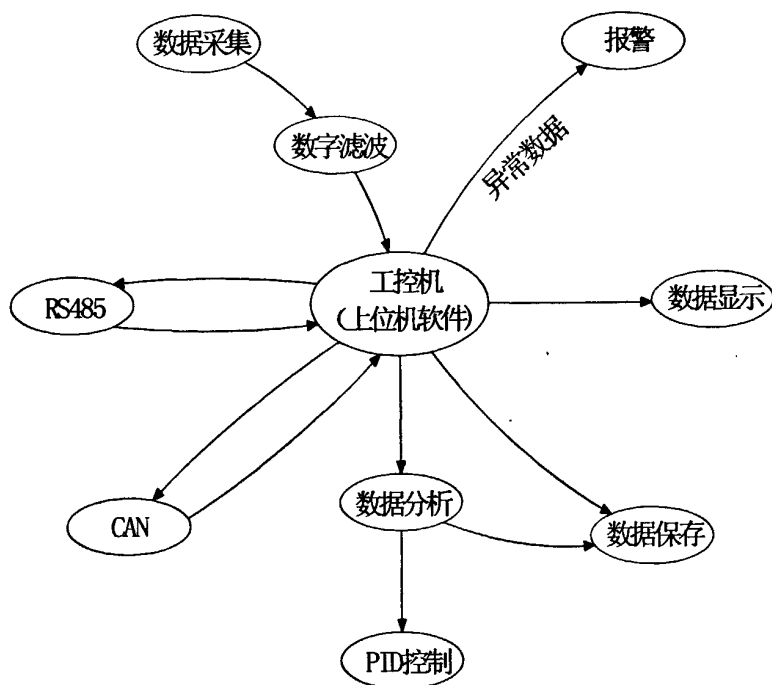 数据采集
报警
数字滤波
异常数据
工控机
(上位机软件)
RS485
数据显示
数据分析
CAN
数据保存
PID控制